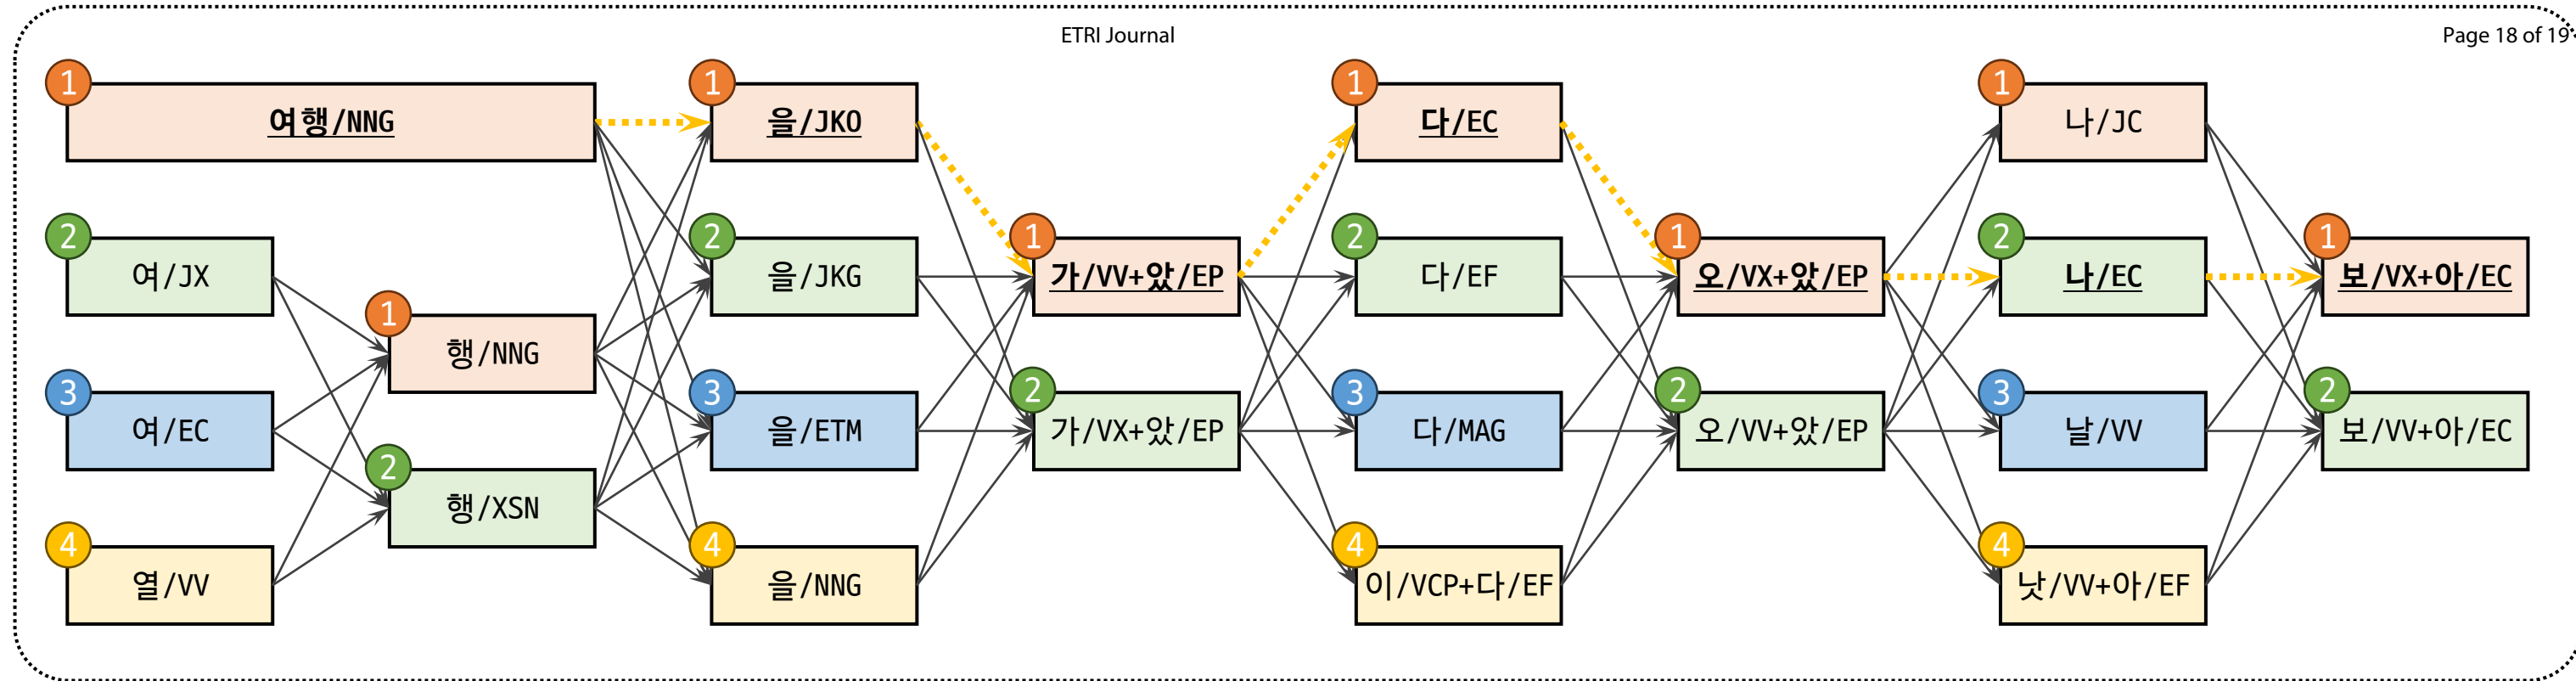 ETRI Journal
Page 18 of 19
1 여행/NNG
1 을/JKO
1 다/EC
1 나/JC
2 여/JX
2 을/JKG
1 가/VV+았/EP
2 다/EF
1 오/VX+았/EP
2 나/EC
1 보/VX+아/EC
1 행/NNG
3 여/EC
3 을/ETM
2 가/VX+았/EP
3 다/MAG
2 오/VV+았/EP
3 날/VV
2 보/VV+아/EC
2 행/XSN
4 열/VV
4 을/NNG
4 이/VCP+다/EF
4 낫/VV+아/EF